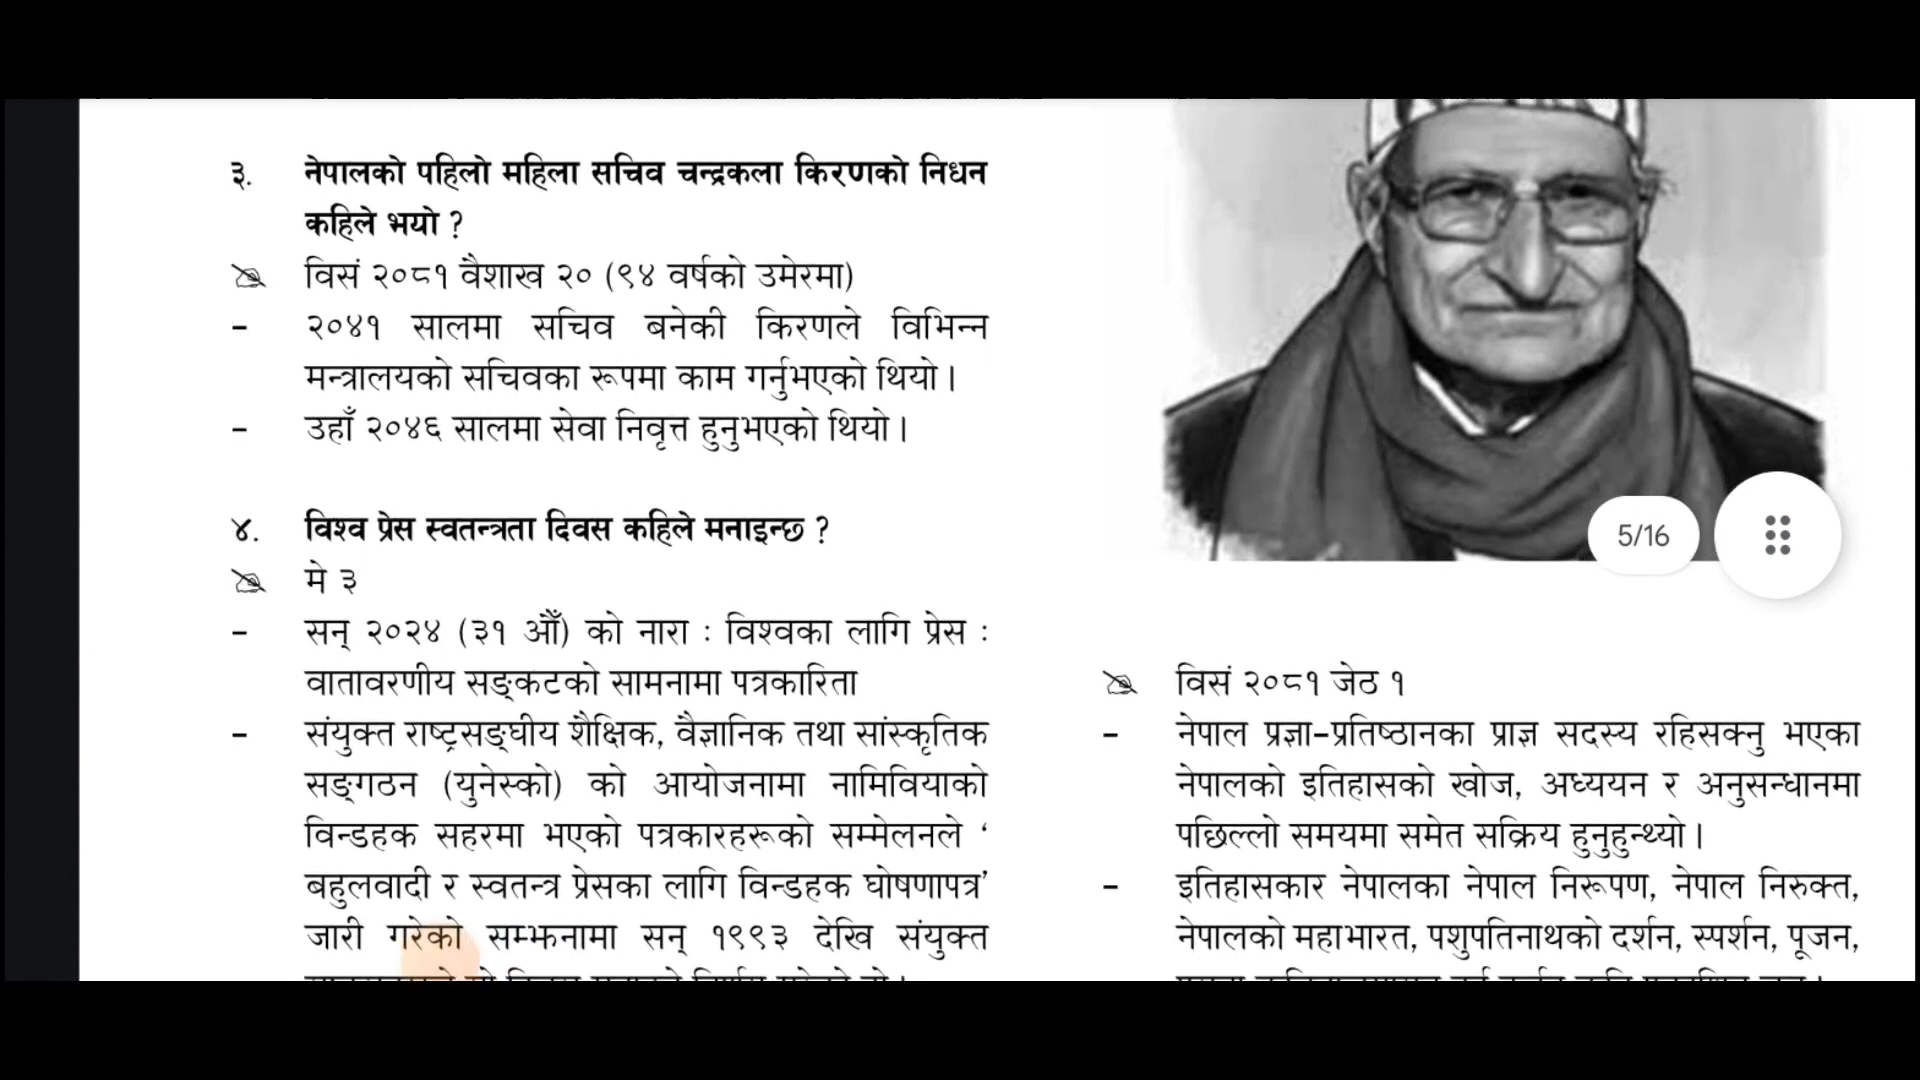 ३. नेपालको पहिलो महिला सचिव चन्द्रकला किरणको निधन
कहिले भयो ?
विसं २०८१ वैशाख २० (९४ वर्षको उमेरमा)
- २०४१ सालमा सचिव बनेकी किरणले विभिन्न
मन्त्रालयको सचिवका रूपमा काम गर्नुभएको थियो ।
- उहाँ २०४६ सालमा सेवा निवृत्त हुनुभएको थियो ।
४. विश्व प्रेस स्वतन्त्रता दिवस कहिले मनाइन्छ ?
मे ३
- सन् २०२४ (३१ औँ) को नारा : विश्वका लागि प्रेस :
वातावरणीय सङ्कटको सामनामा पत्रकारिता
- संयुक्त राष्ट्रसङ्घीय शैक्षिक, वैज्ञानिक तथा सांस्कृतिक
सङ्गठन (युनेस्को) को आयोजनामा नामिवियाको
विन्डहक सहरमा भएको पत्रकारहरूको सम्मेलनले ‘
बहुलवादी र स्वतन्त्र प्रेसका लागि विन्डहक घोषणापत्र’
जारी गरेको सम्झनामा सन् १९९३ देखि संयुक्त
5/16
विसं २०८१ जेठ १
- नेपाल प्रज्ञा-प्रतिष्ठानका प्राज्ञ सदस्य रहिसक्नु भएका
नेपालको इतिहासको खोज, अध्ययन र अनुसन्धानमा
पछिल्लो समयमा समेत सक्रिय हुनुहुन्थ्यो ।
- इतिहासकार नेपालका नेपाल निरूपण, नेपाल निरुक्त,
नेपालको महाभारत, पशुपतिनाथको दर्शन, स्पर्शन, पूजन,